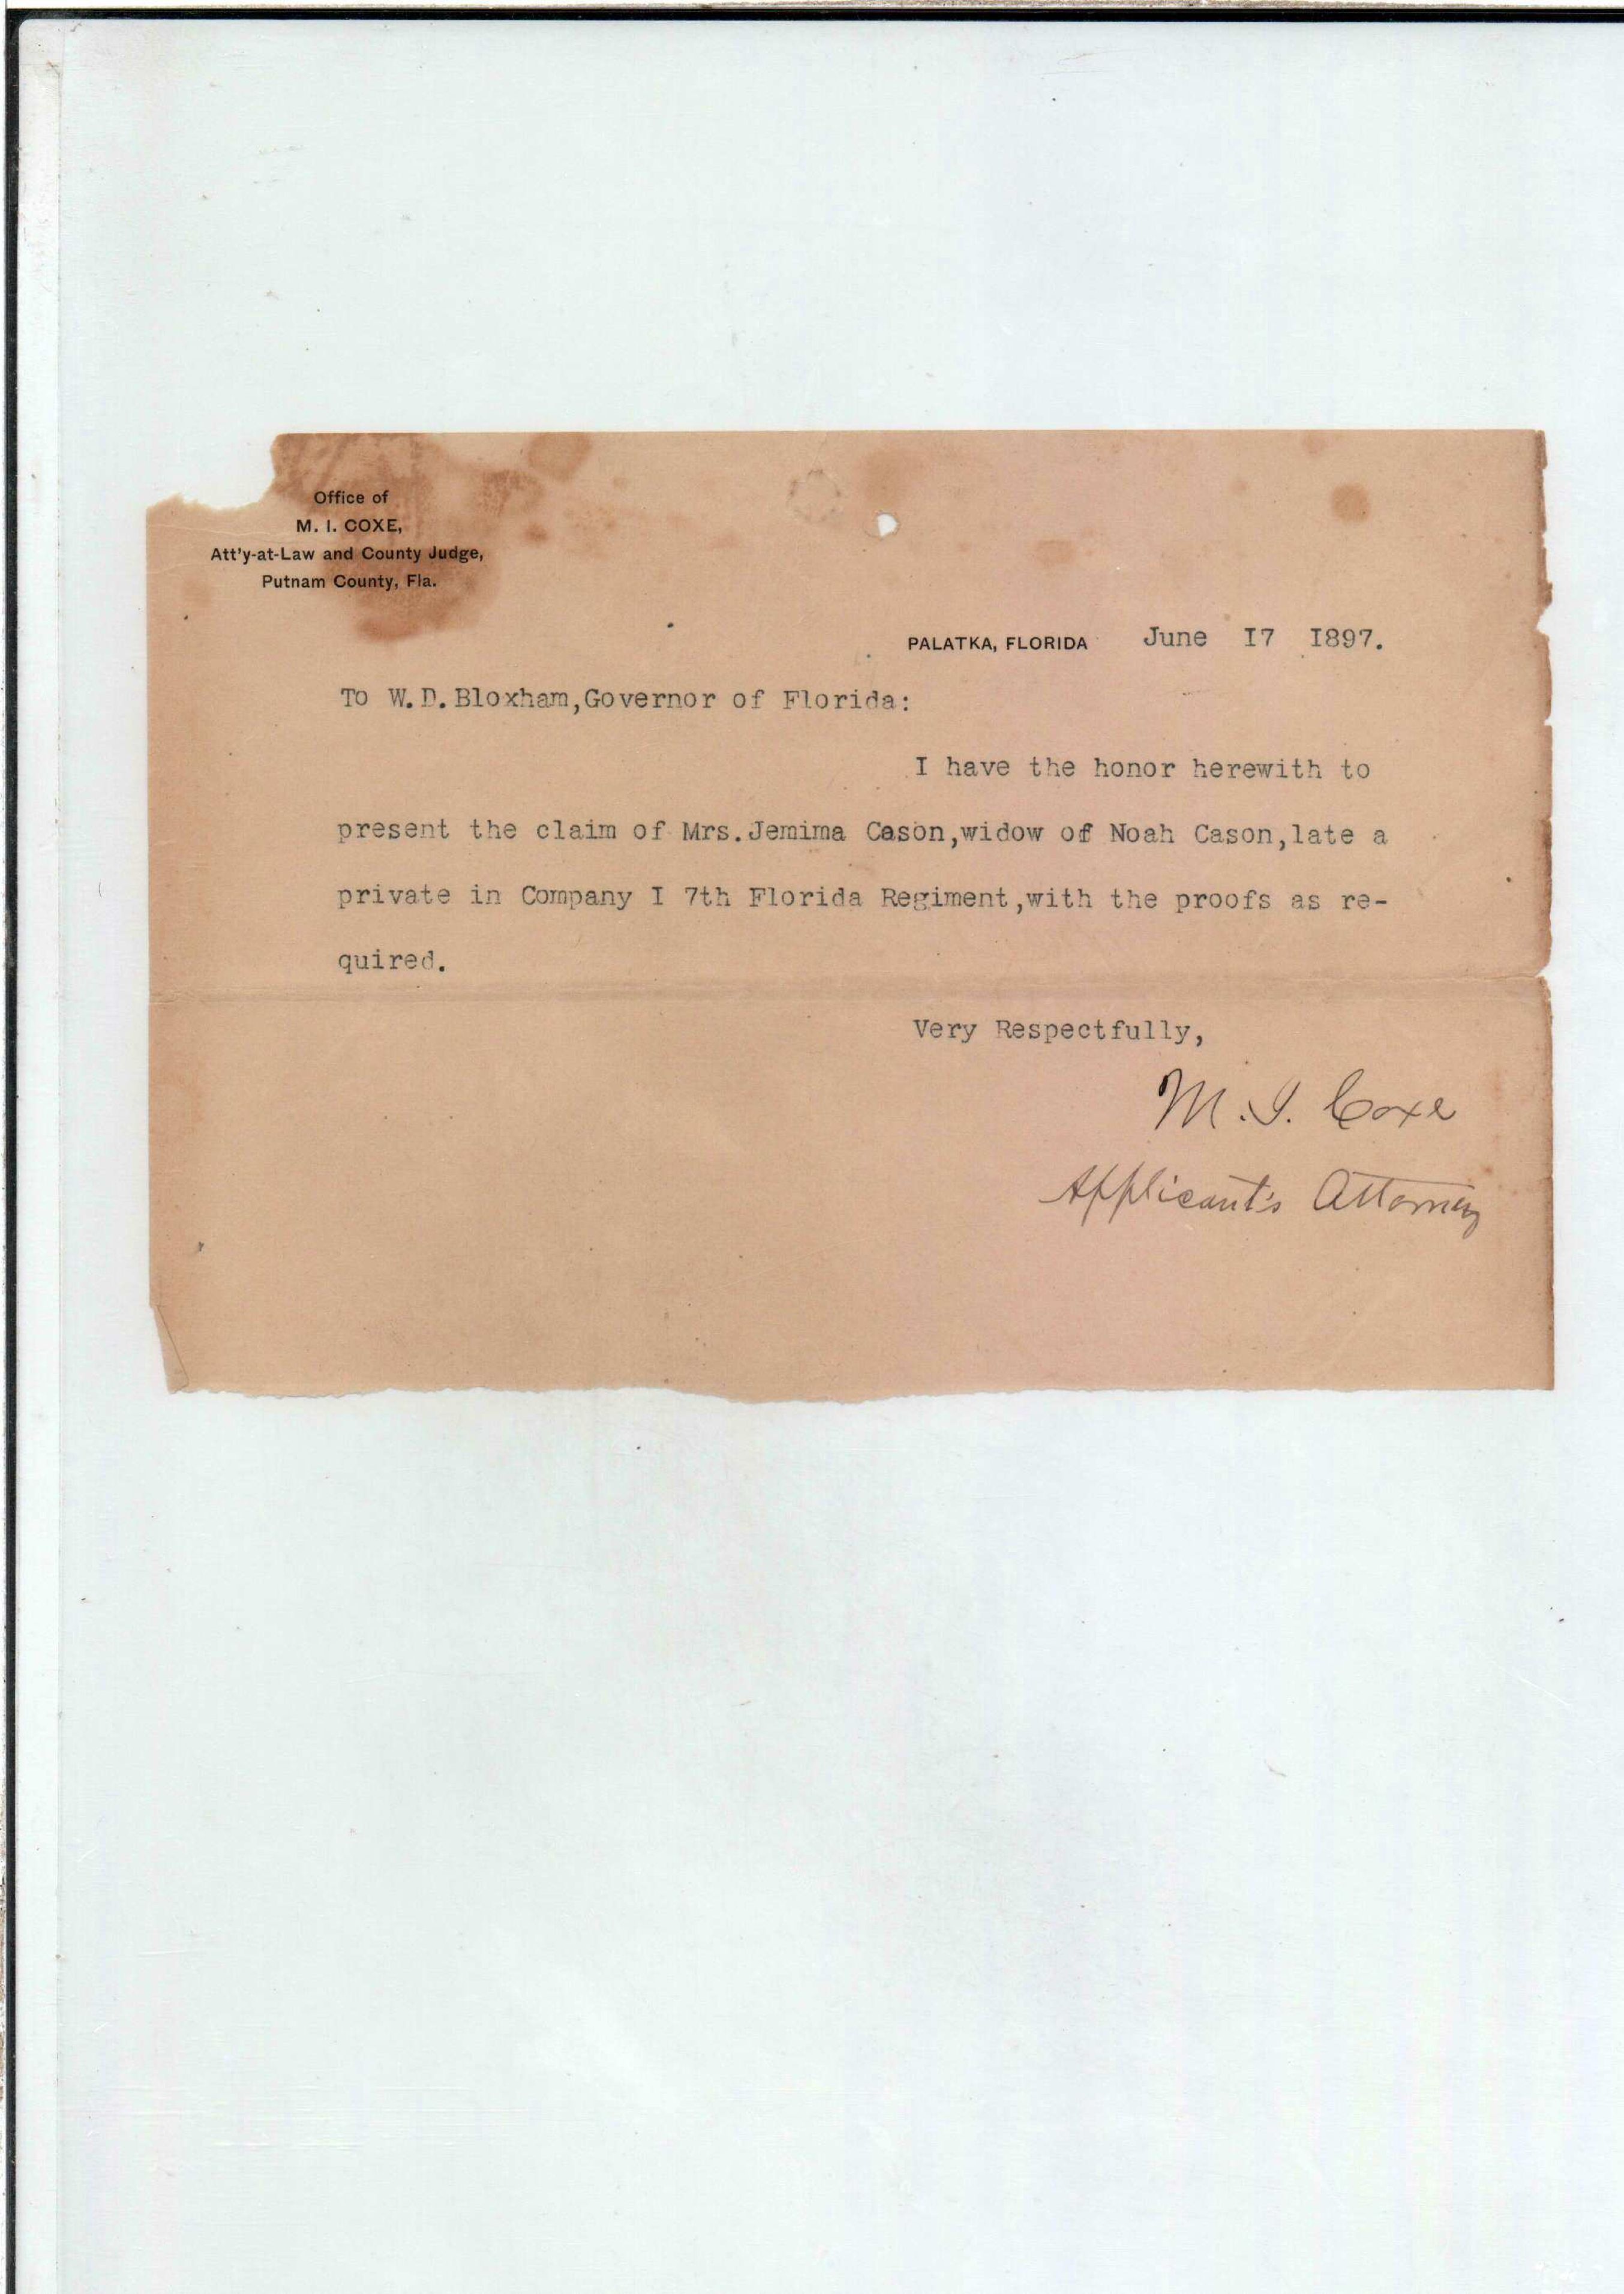 Office of
M. I. COXE,
Att'y-at-Law and County Judge,
Putnam County, Fla.
PALATKA, FLORIDA June I7 I897.
To W.D.Bloxham,Governor of Florida:
I have the honor herewith to
present the claim of Mrs.Jemima Cason,widow of Noah Cason,late a
private in Company I 7th Florida Regiment,with the proofs as re-
quired.
Very Respectfully,
M. I. Coxe
Applicant's Attorney